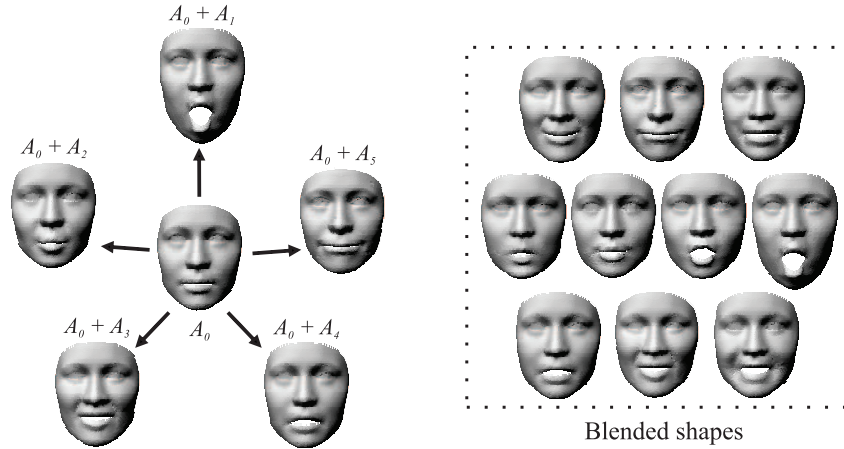 A₀ + A₁
A₀ + A₂
A₀ + A₅
A₀ + A₃
A₀
A₀ + A₄
Blended shapes